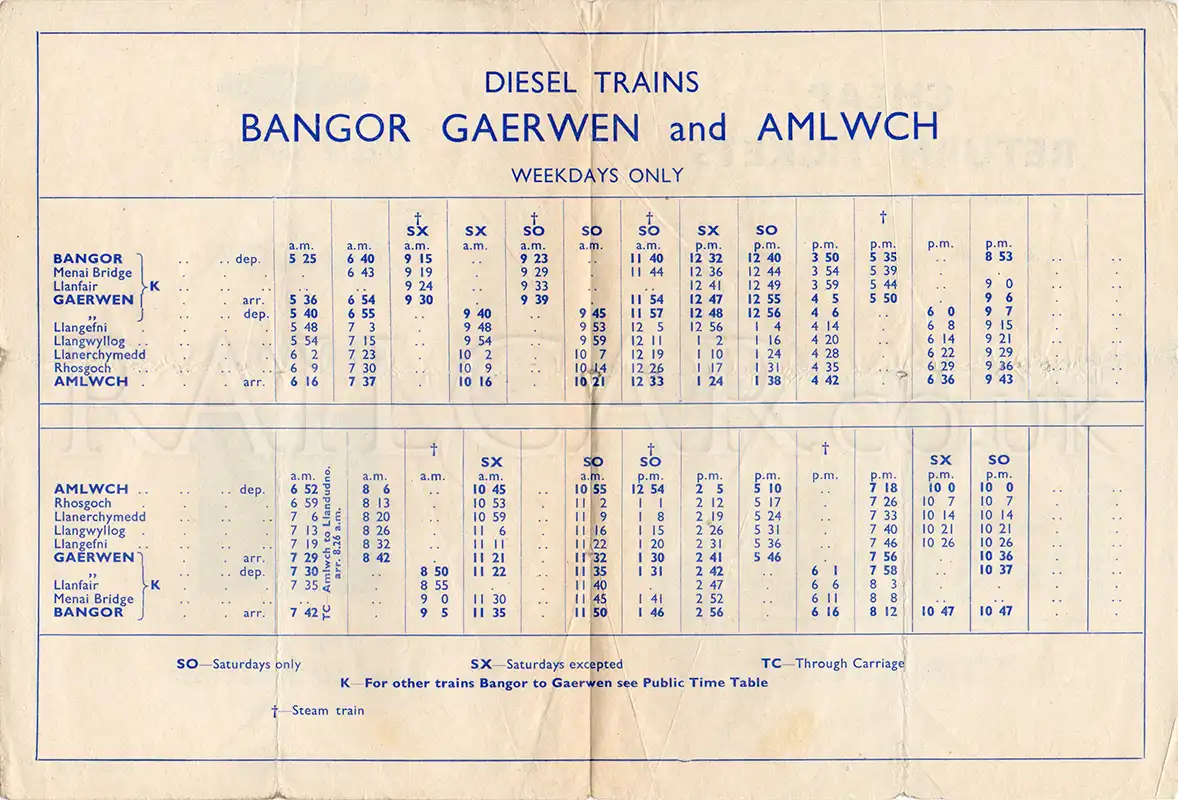 DIESEL TRAINS
BANGOR GAERWEN and AMLWCH
WEEKDAYS ONLY
† † † †
SX SX SO SO SO SX SO
a.m. a.m. a.m. a.m. a.m. a.m. a.m. p.m. p.m. p.m. p.m. p.m. p.m.
BANGOR .. .. dep. 5 25 6 40 9 15 .. 9 23 .. 11 40 12 32 12 40 3 50 5 35 .. 8 53 .. ..
Menai Bridge . . . . 6 43 9 19 . 9 29 . 11 44 12 36 12 44 3 54 5 39 . . . .
Llanfair K .. .. .. .. .. 9 24 .. 9 33 .. .. 12 41 12 49 3 59 5 44 .. 9 0 .. ..
GAERWEN . . arr. 5 36 6 54 9 30 . 9 39 . 11 54 12 47 12 55 4 5 5 50 . 9 6 . .
„ .. .. dep. 5 40 6 55 .. 9 40 .. 9 45 11 57 12 48 12 56 4 6 .. 6 0 9 7 .. ..
Llangefni . . . . 5 48 7 3 . 9 48 . 9 53 12 5 12 56 1 4 4 14 . 6 8 9 15 . .
Llangwyllog .. .. .. .. 5 54 7 15 .. 9 54 .. 9 59 12 11 1 2 1 16 4 20 .. 6 14 9 21 .. ..
Llanerchymedd . . . 6 2 7 23 . 10 2 . 10 7 12 19 1 10 1 24 4 28 . 6 22 9 29 . .
Rhosgoch .. .. .. .. 6 9 7 30 .. 10 9 .. 10 14 12 26 1 17 1 31 4 35 .. 6 29 9 36 .. ..
AMLWCH . . . arr. 6 16 7 37 . 10 16 . 10 21 12 33 1 24 1 38 4 42 . 6 36 9 43 . .
RAILCAR.co.uk
† † †
SX SO SO SX SO
a.m. a.m. a.m. a.m. a.m. p.m. p.m. p.m. p.m. p.m. p.m. p.m.
AMLWCH .. .. .. dep. 6 52 8 6 .. 10 45 .. 10 55 12 54 2 5 5 10 .. 7 18 10 0 10 0 .. ..
Rhosgoch . . . . 6 59 8 13 . 10 53 . 11 2 1 1 2 12 5 17 . 7 26 10 7 10 7 . .
Llanerchymedd .. .. .. 7 6 8 20 .. 10 59 .. 11 9 1 8 2 19 5 24 .. 7 33 10 14 10 14 .. ..
Llangwyllog . . . . 7 13 8 26 . 11 6 . 11 16 1 15 2 26 5 31 . 7 40 10 21 10 21 . .
Llangefni .. .. .. .. 7 19 8 32 .. 11 11 .. 11 22 1 20 2 31 5 36 .. 7 46 10 26 10 26 .. ..
GAERWEN . . arr. 7 29 8 42 . 11 21 . 11 32 1 30 2 41 5 46 . 7 56 . 10 36 . .
„ .. .. dep. 7 30 .. 8 50 11 22 .. 11 35 1 31 2 42 .. 6 1 7 58 .. 10 37 .. ..
Llanfair K . . . 7 35 . 8 55 . . 11 40 . 2 47 . 6 6 8 3 . . . .
Menai Bridge .. .. .. .. .. 9 0 11 30 .. 11 45 1 41 2 52 .. 6 11 8 8 .. .. .. ..
BANGOR . . arr. 7 42 . 9 5 11 35 . 11 50 1 46 2 56 . 6 16 8 12 10 47 10 47 . .
TC Amlwch to Llandudno.
arr. 8.26 a.m.
SO—Saturdays only SX—Saturdays excepted TC—Through Carriage
K—For other trains Bangor to Gaerwen see Public Time Table
†—Steam train